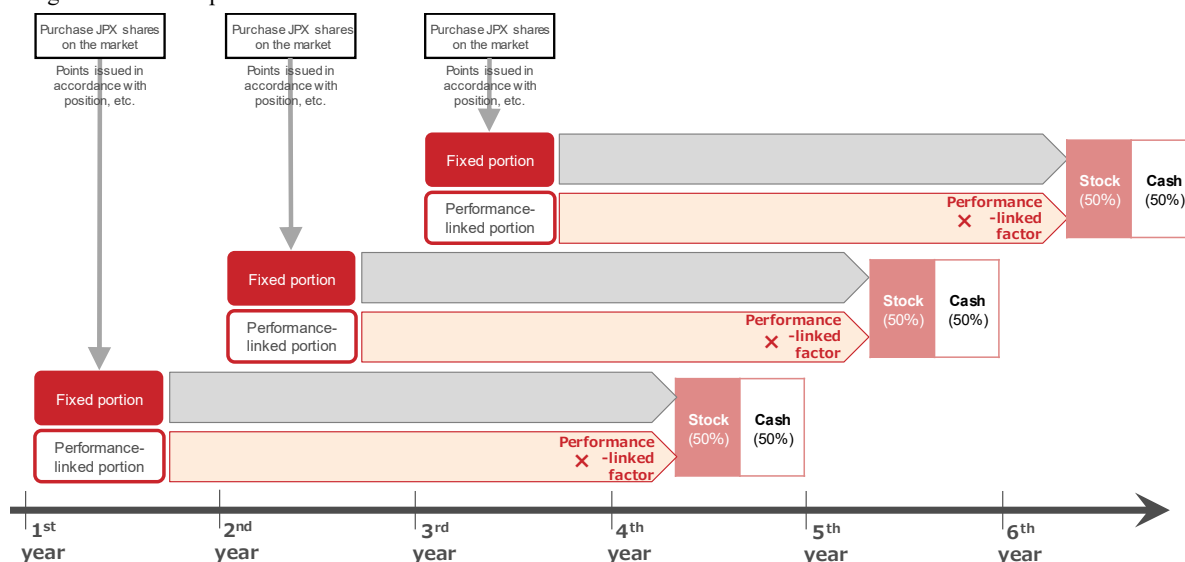 Purchase JPX shares
on the market
Points issued in
accordance with
position, etc.
Purchase JPX shares
on the market
Points issued in
accordance with
position, etc.
Purchase JPX shares
on the market
Points issued in
accordance with
position, etc.
Fixed portion
Performance-
linked portion
Performance
× -linked
factor
Stock
(50%)
Cash
(50%)
Fixed portion
Performance-
linked portion
Performance
× -linked
factor
Stock
(50%)
Cash
(50%)
Fixed portion
Performance-
linked portion
Performance
× -linked
factor
Stock
(50%)
Cash
(50%)
1st
year
2nd
year
3rd
year
4th
year
5th
year
6th
year